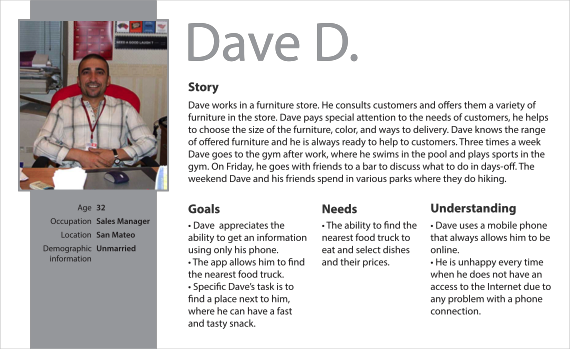 Dave D.
Story
Dave works in a furniture store. He consults customers and offers them a variety of
furniture in the store. Dave pays special attention to the needs of customers, he helps
to choose the size of the furniture, color, and ways to delivery. Dave knows the range
of offered furniture and he is always ready to help to customers. Three times a week
Dave goes to the gym after work, where he swims in the pool and plays sports in the
gym. On Friday, he goes with friends to a bar to discuss what to do in days-off. The
weekend Dave and his friends spend in various parks where they do hiking.
Age 32
Occupation Sales Manager
Location San Mateo
Demographic Unmarried
information
Goals
• Dave appreciates the
ability to get an information
using only his phone.
• The app allows him to find
the nearest food truck.
• Specific Dave's task is to
find a place next to him,
where he can have a fast
and tasty snack.
Needs
• The ability to find the
nearest food truck to
eat and select dishes
and their prices.
Understanding
• Dave uses a mobile phone
that always allows him to be
online.
• He is unhappy every time
when he does not have an
access to the Internet due to
any problem with a phone
connection.